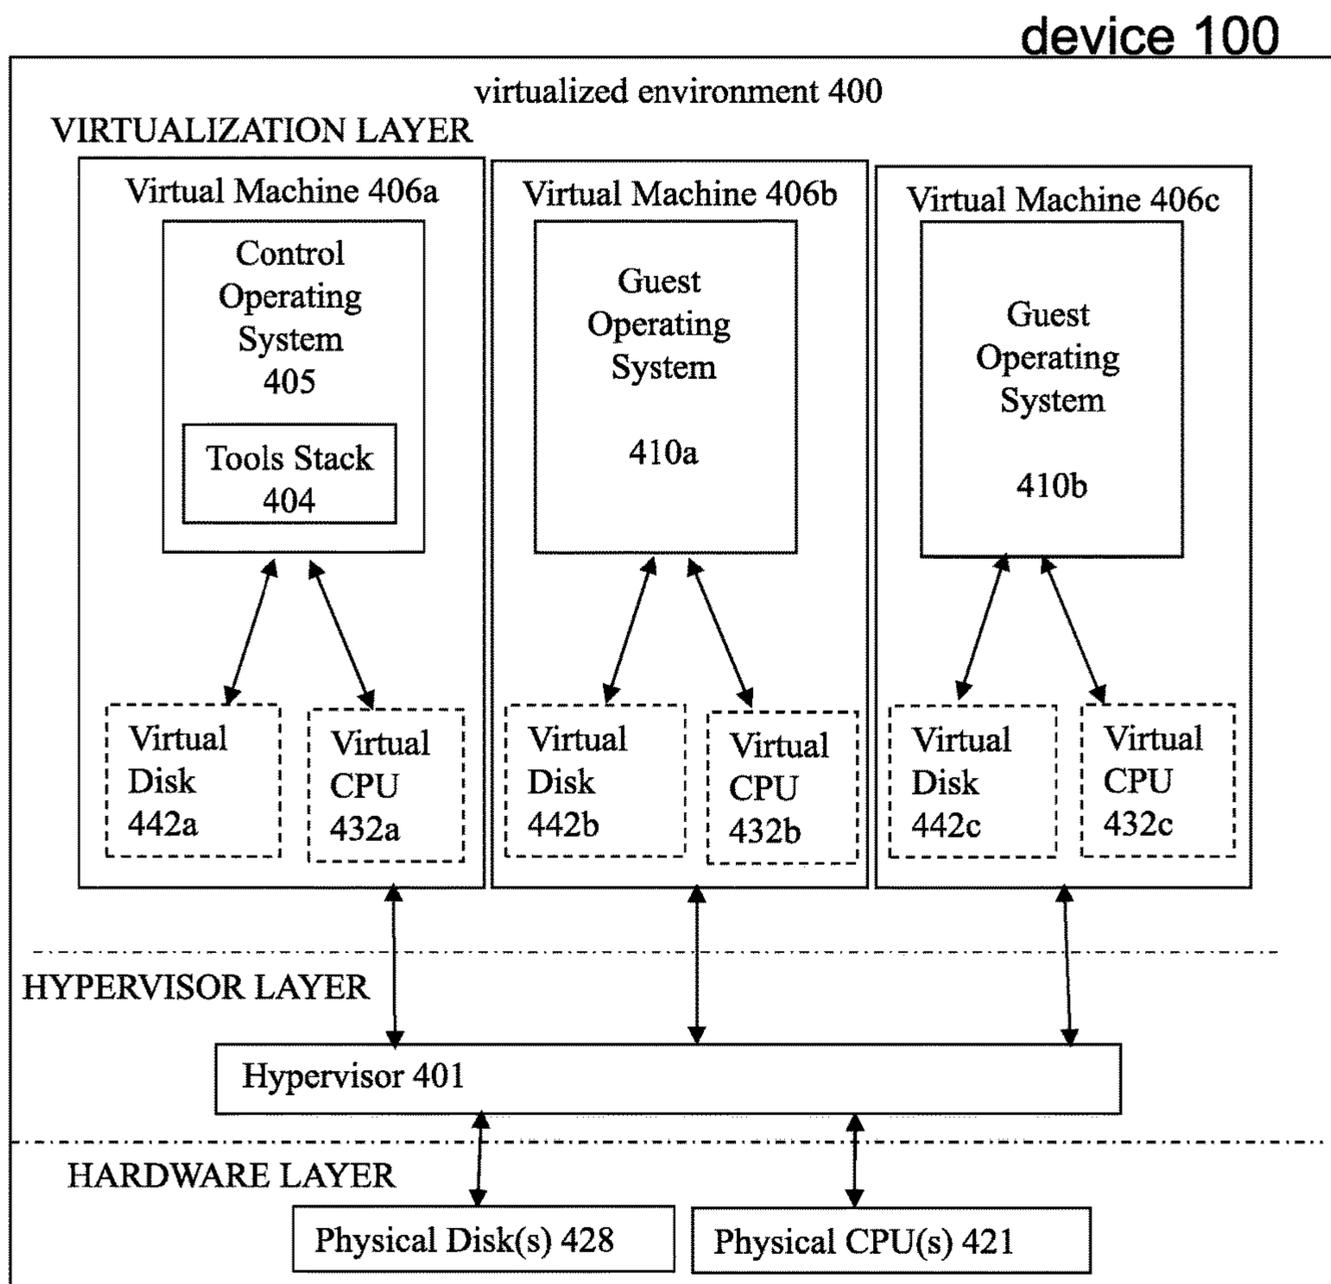 device 100
virtualized environment 400
VIRTUALIZATION LAYER
Virtual Machine 406a
Control
Operating
System
405
Tools Stack
404
Virtual
Disk
442a
Virtual
CPU
432a
Virtual Machine 406b
Guest
Operating
System
410a
Virtual
Disk
442b
Virtual
CPU
432b
Virtual Machine 406c
Guest
Operating
System
410b
Virtual
Disk
442c
Virtual
CPU
432c
HYPERVISOR LAYER
Hypervisor 401
HARDWARE LAYER
Physical Disk(s) 428
Physical CPU(s) 421